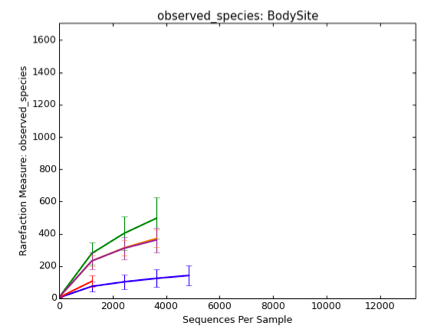 observed_species: BodySite
1600
1400
1200
1000
800
600
400
200
0
Rarefaction Measure: observed_species
0 2000 4000 6000 8000 10000 12000
Sequences Per Sample